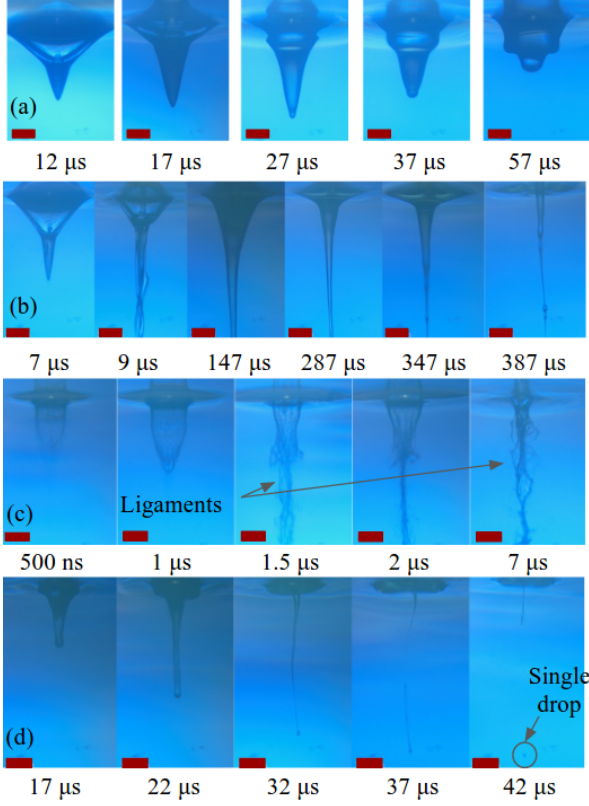 (a)
12 μs 17 μs 27 μs 37 μs 57 μs
(b)
7 μs 9 μs 147 μs 287 μs 347 μs 387 μs
Ligaments
(c)
500 ns 1 μs 1.5 μs 2 μs 7 μs
Single
drop
(d)
17 μs 22 μs 32 μs 37 μs 42 μs